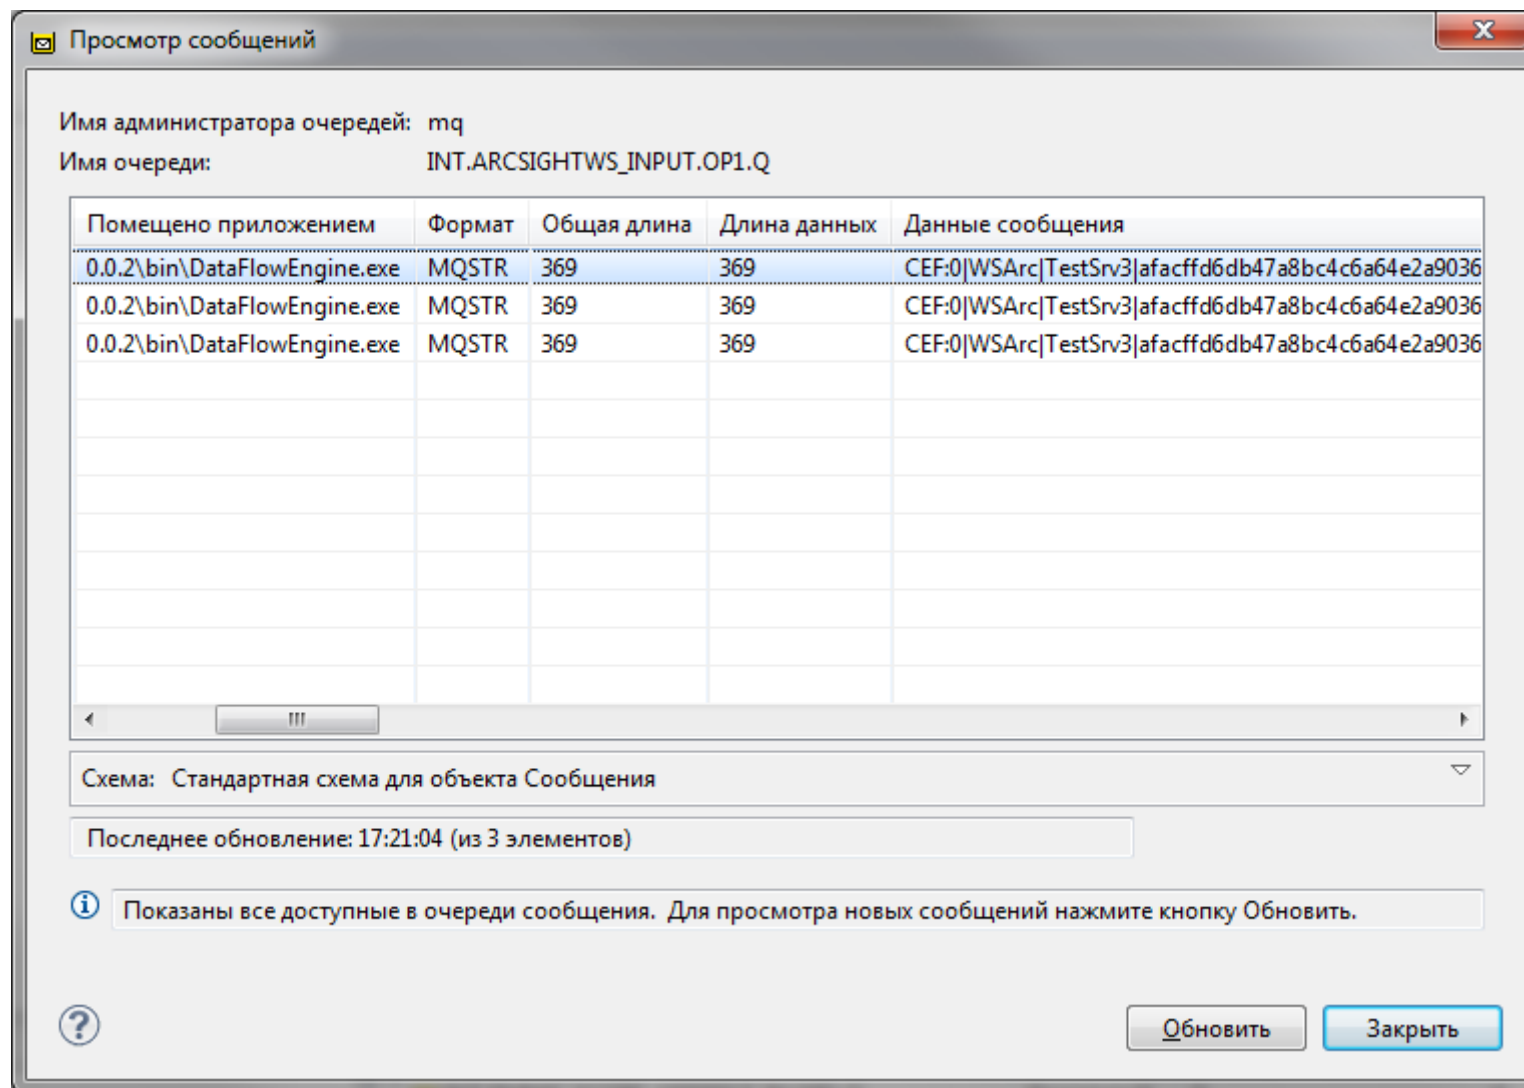 Просмотр сообщений
Имя администратора очередей: mq
Имя очереди: INT.ARCSIGHTWS_INPUT.OP1.Q
Помещено приложением Формат Общая длина Длина данных Данные сообщения
0.0.2\bin\DataFlowEngine.exe MQSTR 369 369 CEF:0|WSArc|TestSrv3|afacffd6db47a8bc4c6a64e2a9036
0.0.2\bin\DataFlowEngine.exe MQSTR 369 369 CEF:0|WSArc|TestSrv3|afacffd6db47a8bc4c6a64e2a9036
0.0.2\bin\DataFlowEngine.exe MQSTR 369 369 CEF:0|WSArc|TestSrv3|afacffd6db47a8bc4c6a64e2a9036
Схема: Стандартная схема для объекта Сообщения
Последнее обновление: 17:21:04 (из 3 элементов)
Показаны все доступные в очереди сообщения. Для просмотра новых сообщений нажмите кнопку Обновить.
Обновить Закрыть